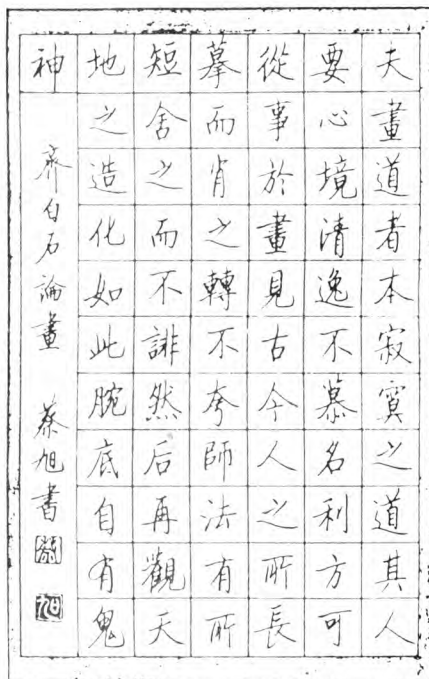 夫畫道者本寂寞之道其人
要心境清逸不慕名利方可
從事於畫見古今人之所長
摹而肖之轉不夸師法有所
短舍之而不誹然后再觀天
地之造化如此腕底自有鬼
神
齊白石論畫 蔡旭書